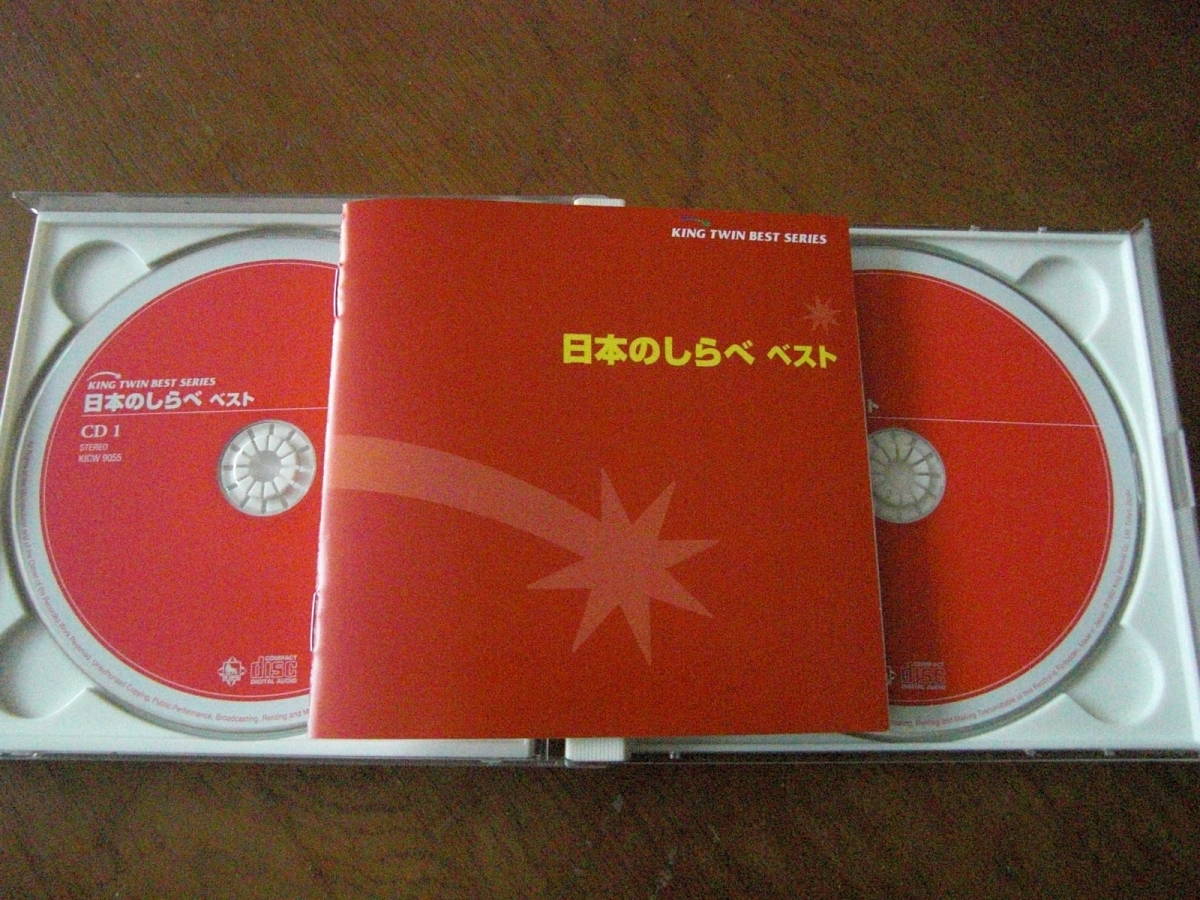 KING TWIN BEST SERIES
日本のしらべ ベスト
CD 1
STEREO
KICW 9055
COMPACT
disc
DIGITAL AUDIO
KING TWIN BEST SERIES
日本のしらべ ベスト
ト
COMPACT
disc
DIGITAL AUDIO